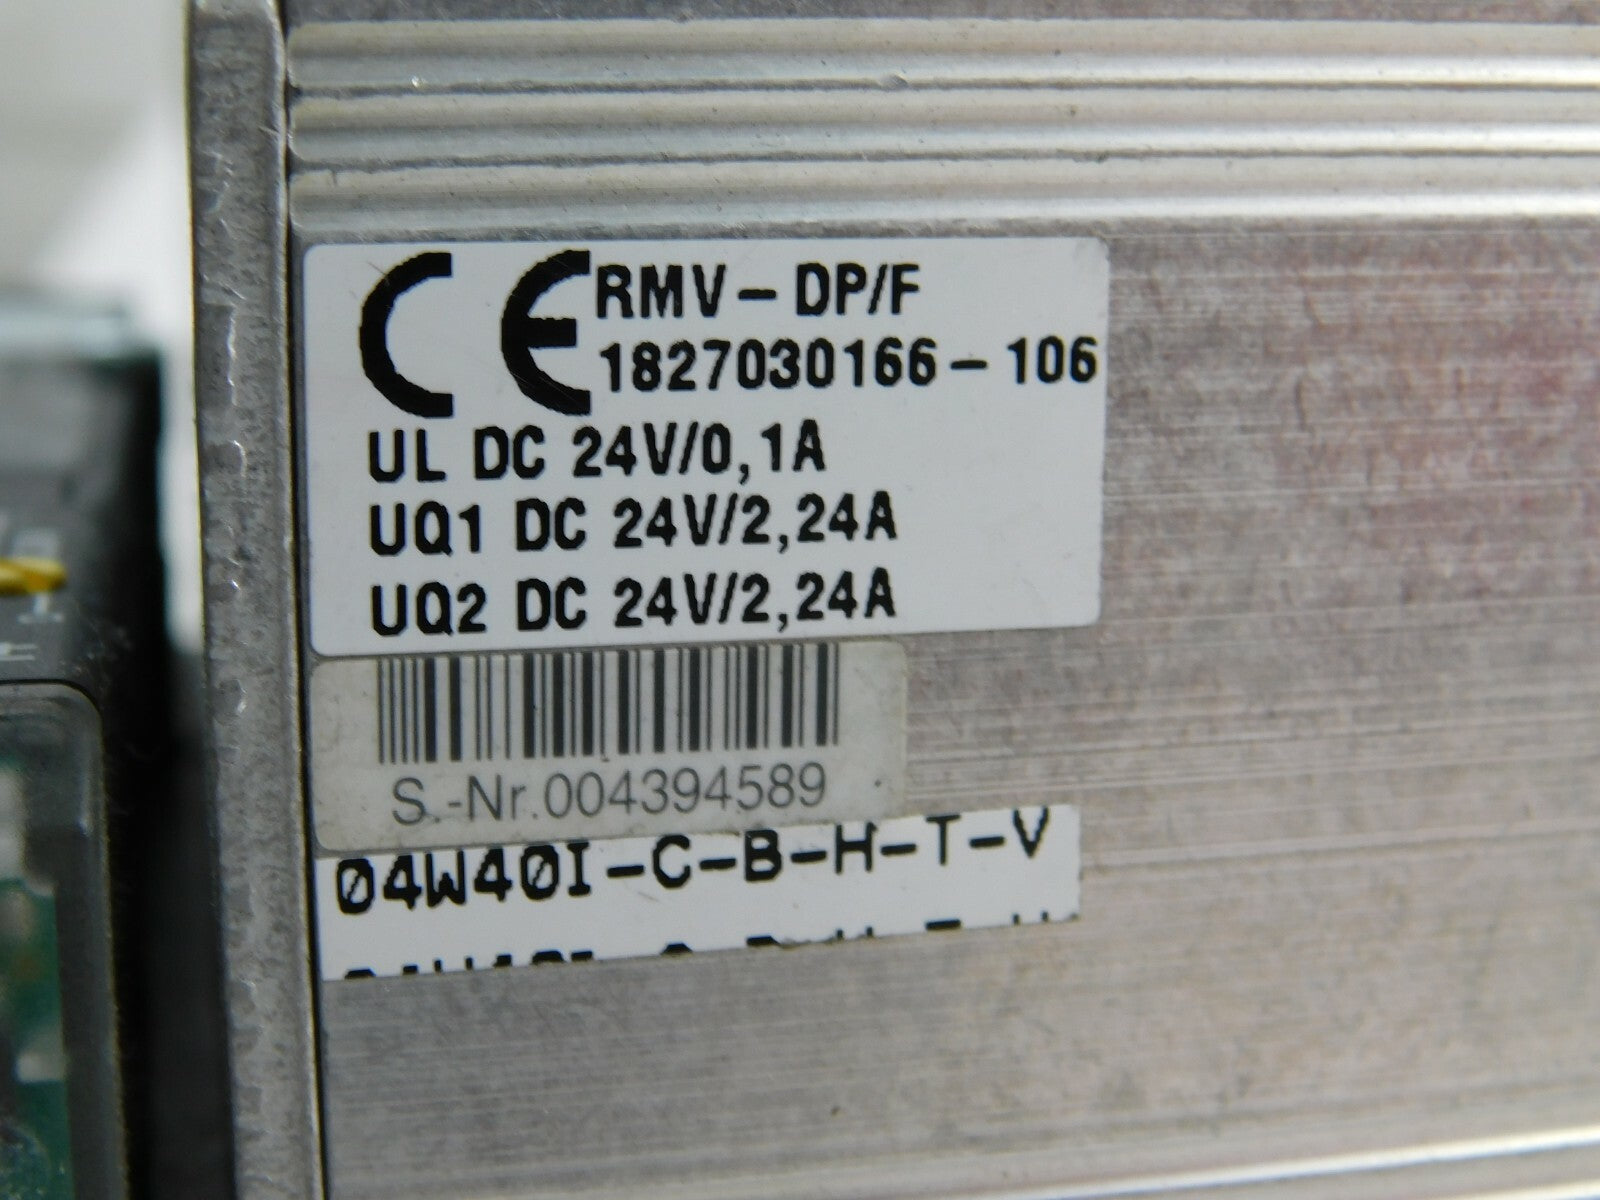 CE RMV-DP/F
1827030166-106
UL DC 24V/0,1A
UQ1 DC 24V/2,24A
UQ2 DC 24V/2,24A
S.-Nr.004394589
04W40I-C-B-H-T-V